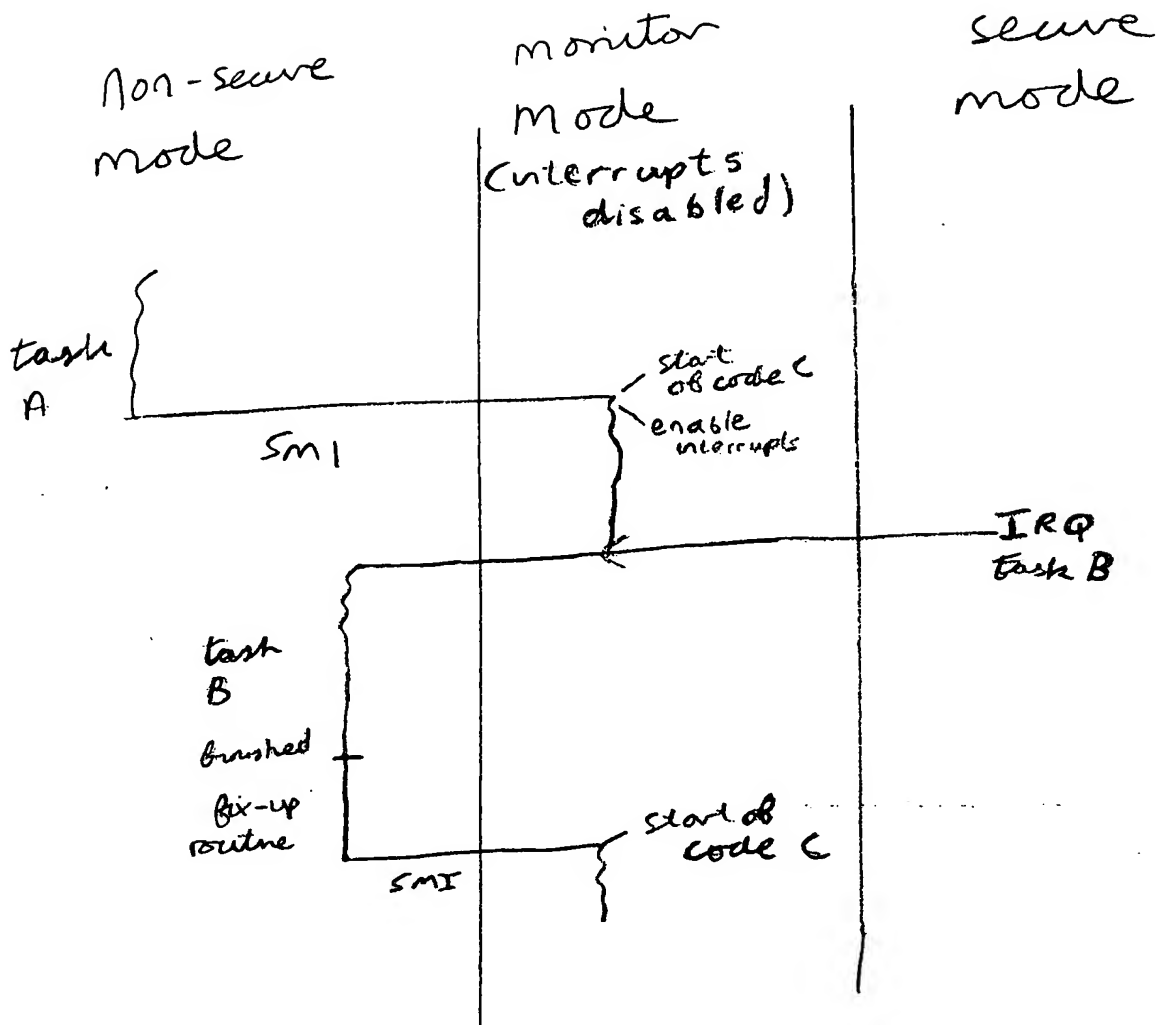 non-secure
mode
monitor
mode
(interrupts
disabled)
secure
mode
task
A
SMI
start
of code C
enable
interrupts
IRQ
task B
task
B
finished
fix-up
routine
SMI
start of
code C